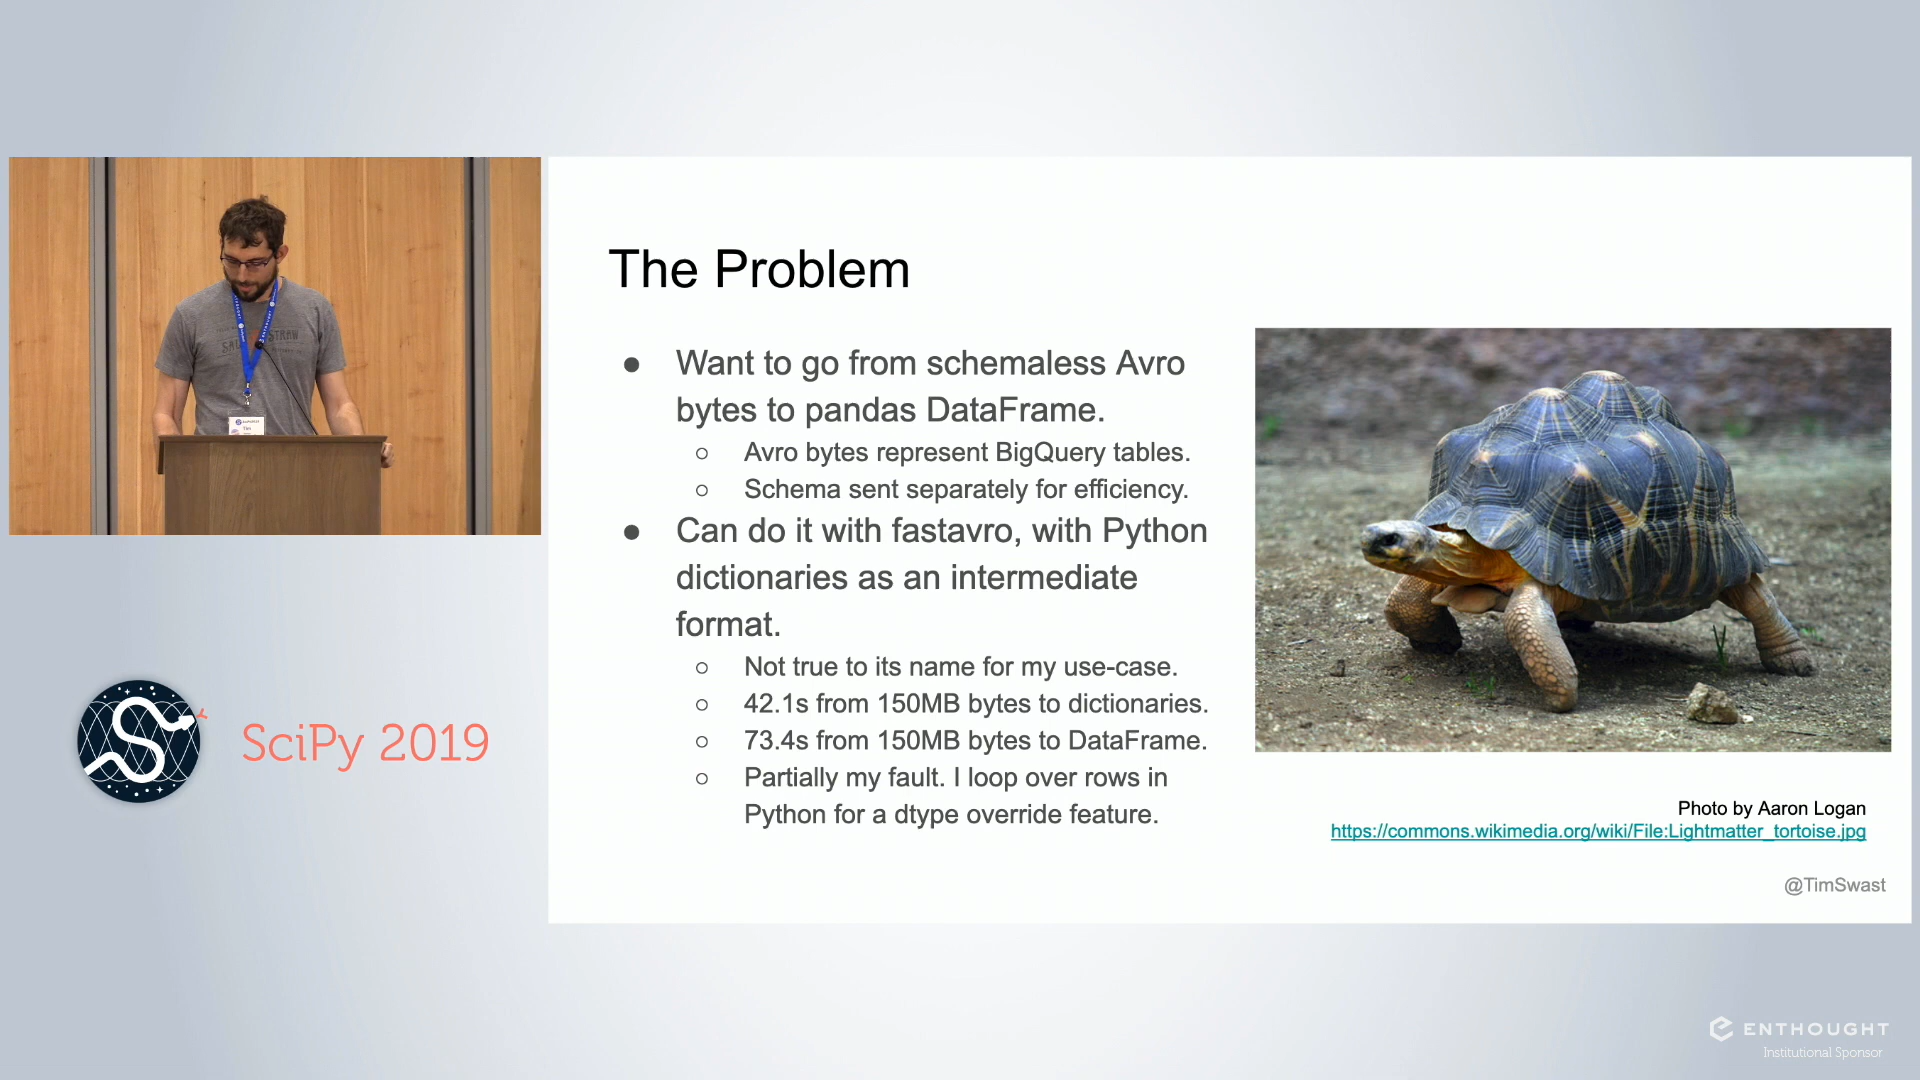 The Problem
● Want to go from schemaless Avro
bytes to pandas DataFrame.
○ Avro bytes represent BigQuery tables.
○ Schema sent separately for efficiency.
● Can do it with fastavro, with Python
dictionaries as an intermediate
format.
○ Not true to its name for my use-case.
○ 42.1s from 150MB bytes to dictionaries.
○ 73.4s from 150MB bytes to DataFrame.
○ Partially my fault. I loop over rows in
Python for a dtype override feature.
Photo by Aaron Logan
https://commons.wikimedia.org/wiki/File:Lightmatter_tortoise.jpg
@TimSwast
Tim
SciPy 2019
ENTHOUGHT
Institutional Sponsor